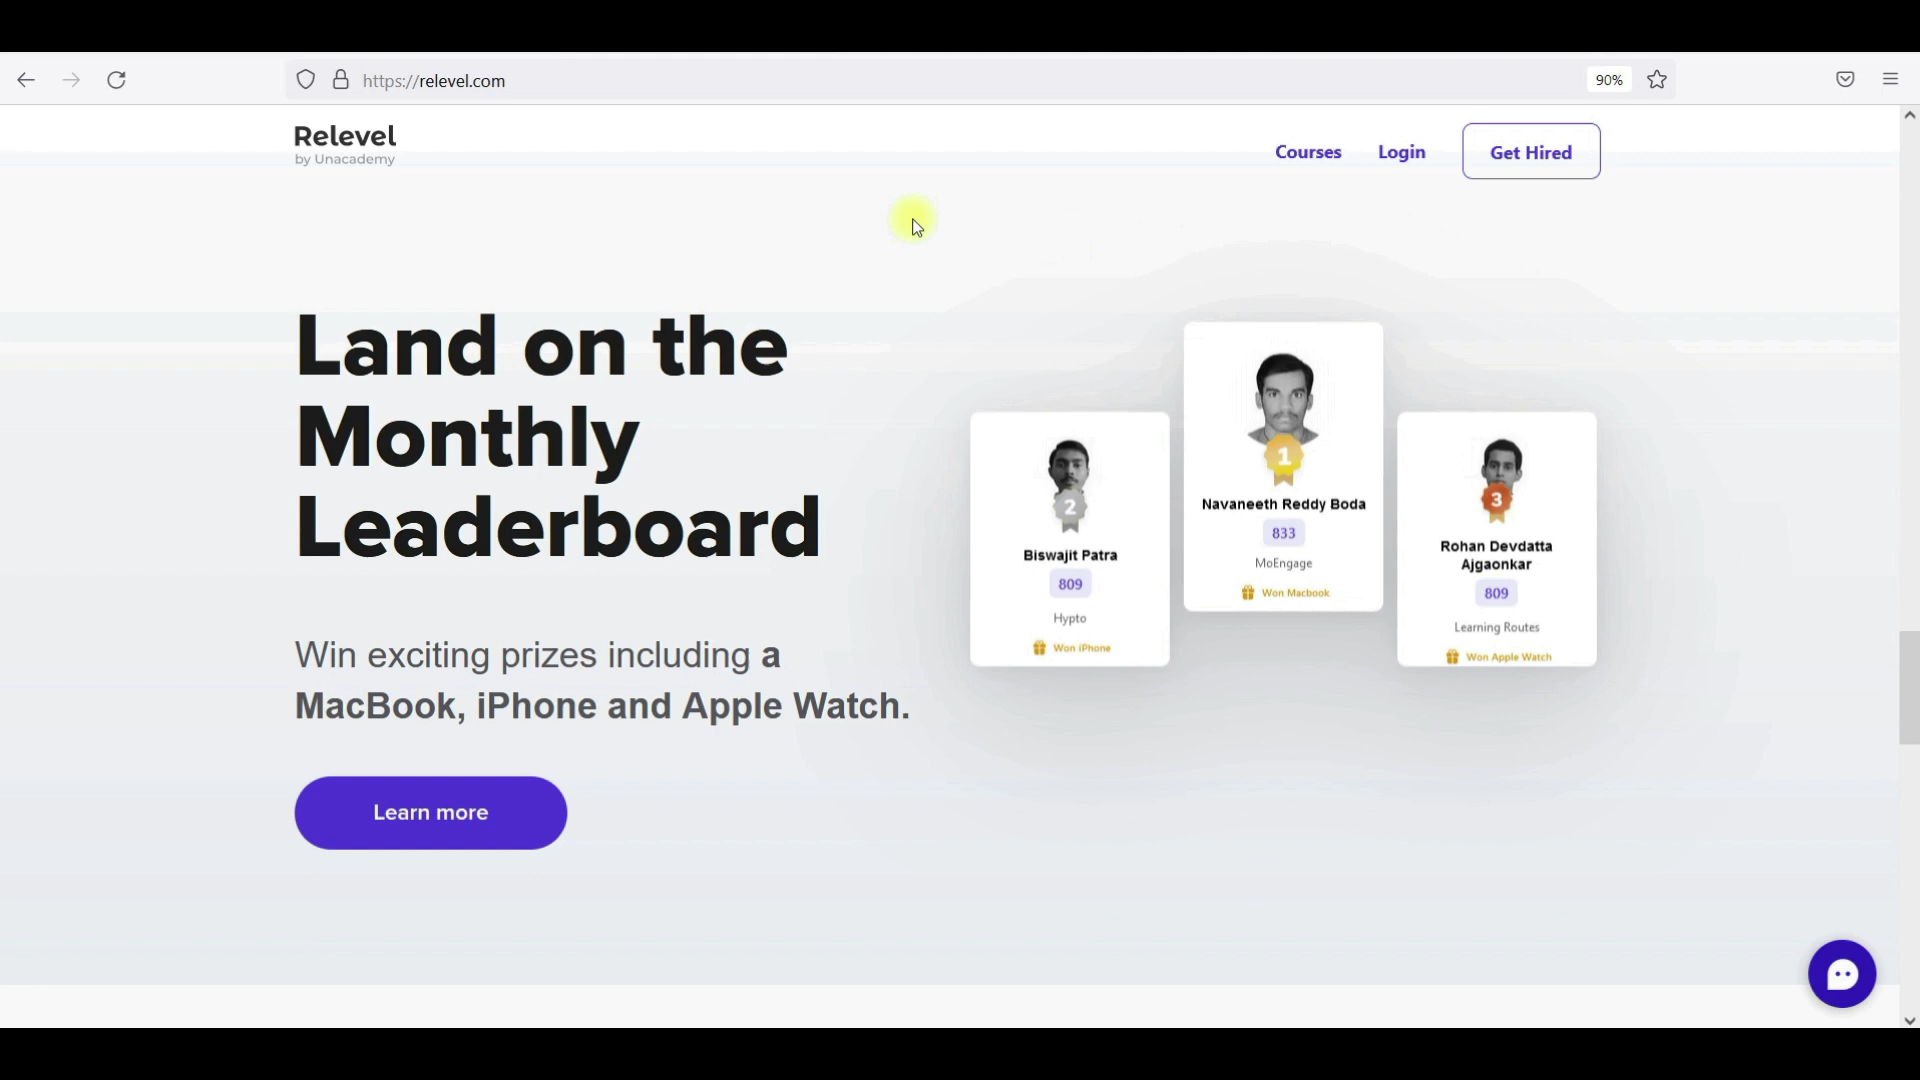 https://relevel.com
90%
Relevel
by Unacademy
Courses
Login
Get Hired
Land on the
Monthly
Leaderboard
Win exciting prizes including a
MacBook, iPhone and Apple Watch.
Learn more
2
Biswajit Patra
809
Hypto
Won iPhone
1
Navaneeth Reddy Boda
833
MoEngage
Won Macbook
3
Rohan Devdatta
Ajgaonkar
809
Learning Routes
Won Apple Watch